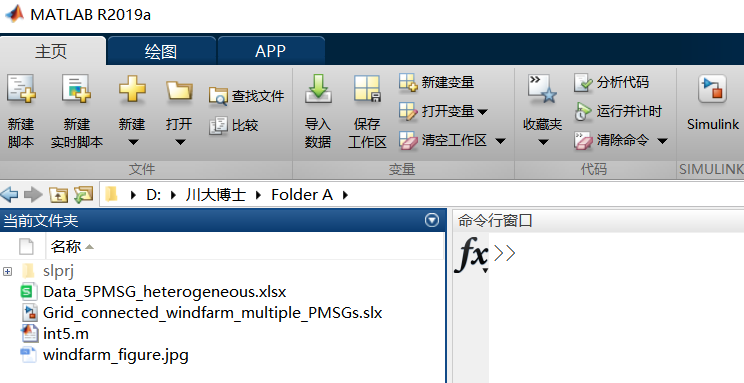 MATLAB R2019a
主页 绘图 APP
新建脚本 新建实时脚本 新建 打开 查找文件 比较 导入数据 保存工作区 新建变量 打开变量 清空工作区 收藏夹 分析代码 运行并计时 清除命令 Simulink
文件 变量 代码 SIMULINK
D: 川大博士 Folder A
当前文件夹 命令行窗口
名称
fx >>
slprj
Data_5PMSG_heterogeneous.xlsx
Grid_connected_windfarm_multiple_PMSGs.slx
int5.m
windfarm_figure.jpg